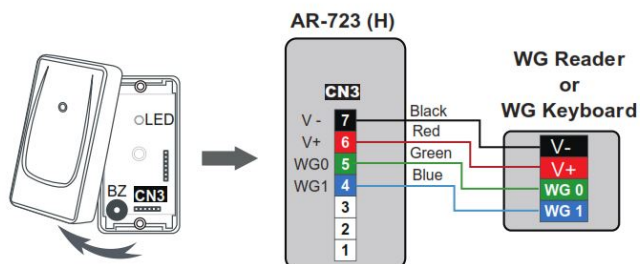 LED
BZ
CN3
AR-723 (H)
CN3
V - 7 Black
V+ 6 Red
WG0 5 Green
WG1 4 Blue
3
2
1
WG Reader
or
WG Keyboard
V-
V+
WG 0
WG 1